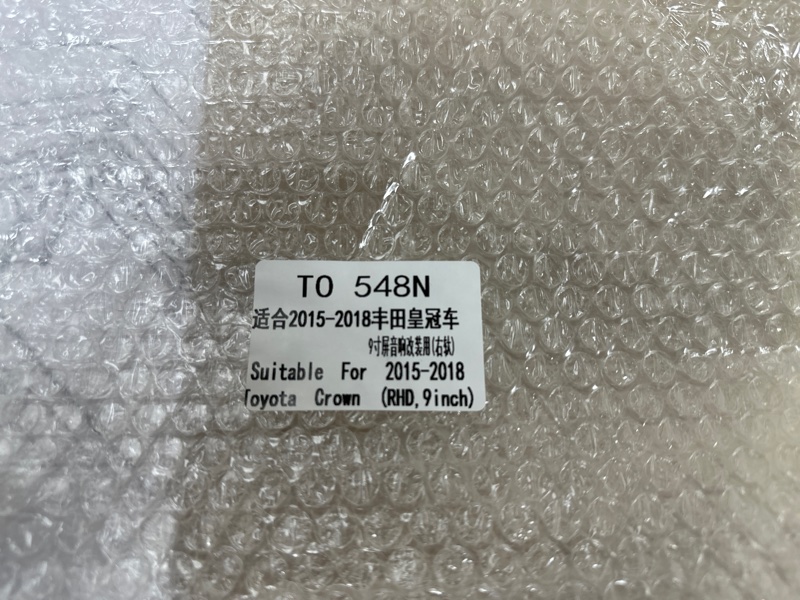 TO 548N
适合2015-2018丰田皇冠车
9寸屏音响改装用(右钛)
Suitable For 2015-2018
Toyota Crown (RHD,9inch)